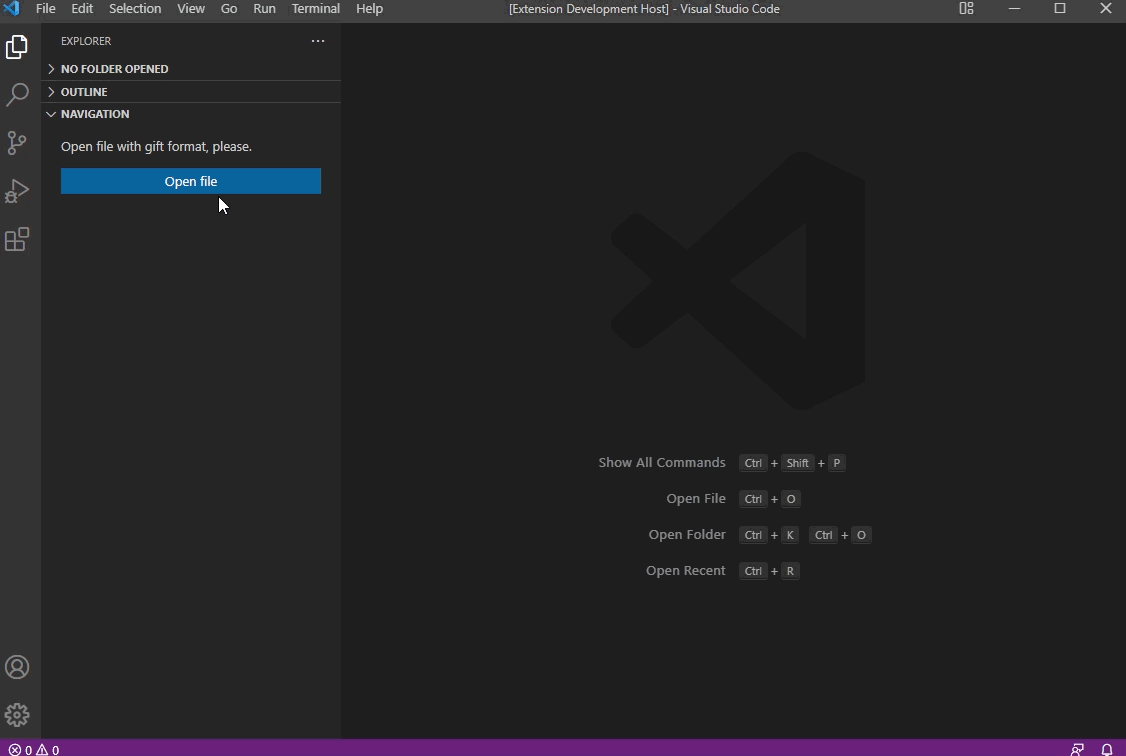 File Edit Selection View Go Run Terminal Help [Extension Development Host] - Visual Studio Code
EXPLORER
NO FOLDER OPENED
OUTLINE
NAVIGATION
Open file with gift format, please.
Open file
Show All Commands Ctrl + Shift + P
Open File Ctrl + O
Open Folder Ctrl + K Ctrl + O
Open Recent Ctrl + R
0 0